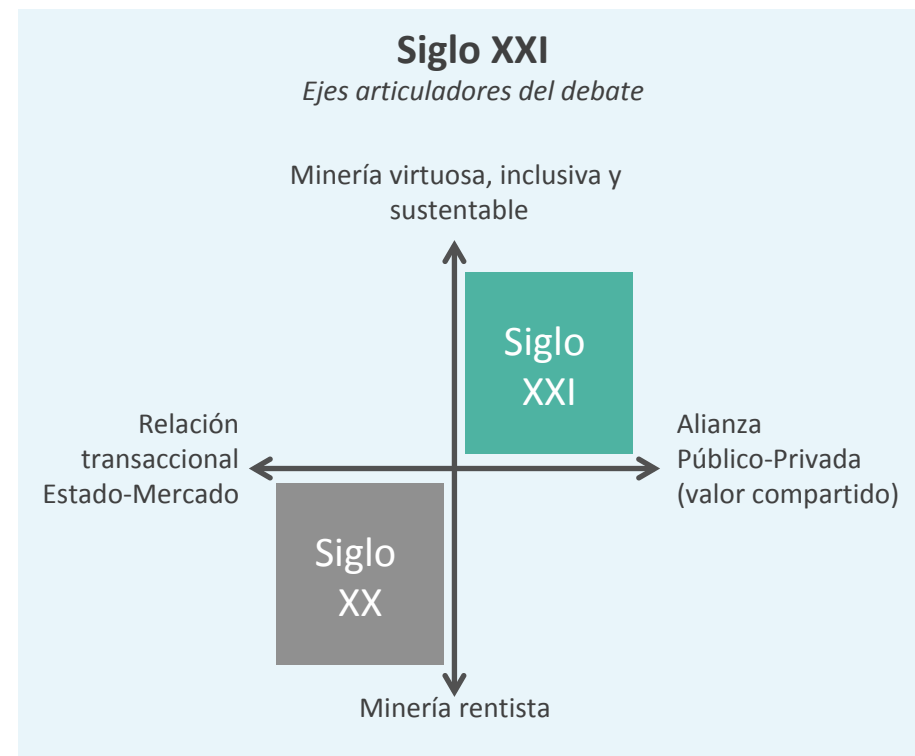 Siglo XXI
Ejes articuladores del debate
Minería virtuosa, inclusiva y
sustentable
Siglo
XXI
Relación
transaccional
Estado-Mercado
Alianza
Público-Privada
(valor compartido)
Siglo
XX
Minería rentista